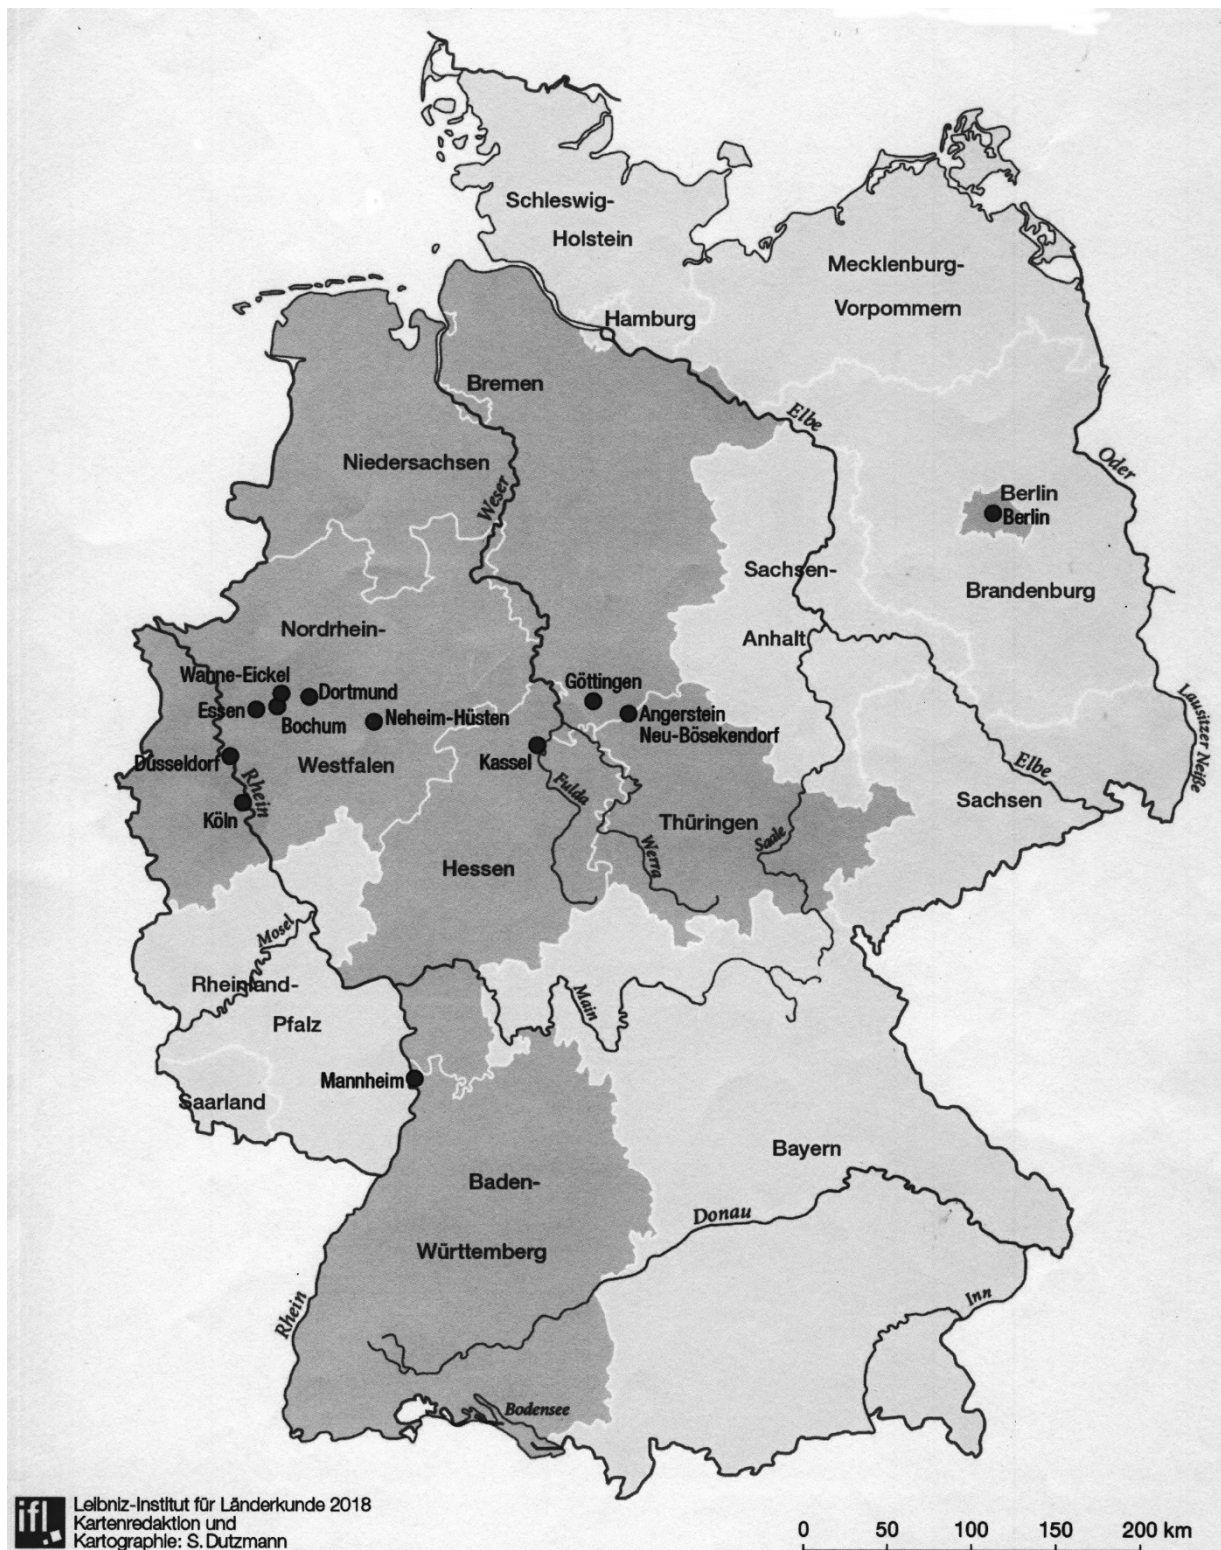 Schleswig-
Holstein
Mecklenburg-
Vorpommern
Hamburg
Bremen
Elbe
Niedersachsen
Weser
Oder
Berlin
Berlin
Sachsen-
Anhalt
Brandenburg
Nordrhein-
Westfalen
Wanne-Eickel
Dortmund
Essen
Bochum
Neheim-Hüsten
Göttingen
Angerstein
Neu-Bösekendorf
Düsseldorf
Rhein
Köln
Kassel
Fulda
Werra
Thüringen
Saale
Lausitzer Neiße
Elbe
Sachsen
Hessen
Mosel
Rheinland-
Pfalz
Main
Mannheim
Saarland
Bayern
Baden-
Württemberg
Donau
Rhein
Inn
Bodensee
ifl
Leibniz-Institut für Länderkunde 2018
Kartenredaktion und
Kartographie: S. Dutzmann
0 50 100 150 200 km